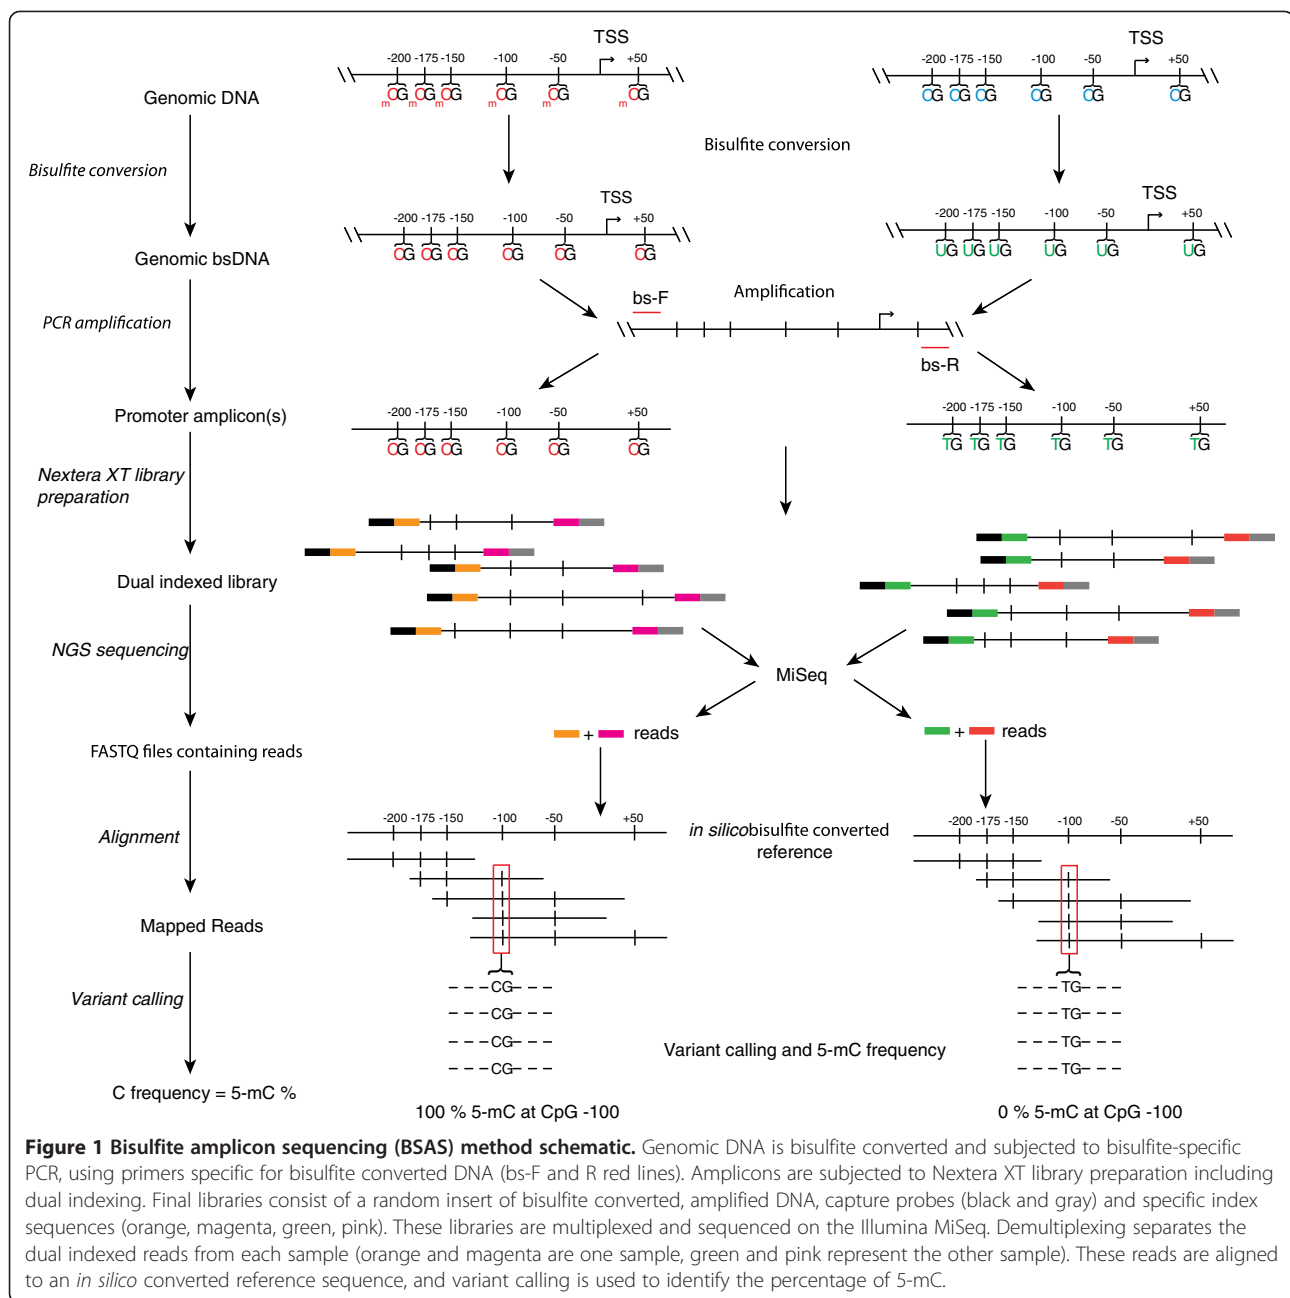 TSS
TSS
-200 -175 -150 -100 -50 +50
-200 -175 -150 -100 -50 +50
Genomic DNA
mCG mCG mCG mCG mCG mCG
CG CG CG CG CG CG
Bisulfite conversion
Bisulfite conversion
TSS
TSS
-200 -175 -150 -100 -50 +50
-200 -175 -150 -100 -50 +50
CG CG CG CG CG CG
UG UG UG UG UG UG
Genomic bsDNA
bs-F
Amplification
PCR amplification
bs-R
Promoter amplicon(s)
-200 -175 -150 -100 -50 +50
-200 -175 -150 -100 -50 +50
CG CG CG CG CG CG
TG TG TG TG TG TG
Nextera XT library
preparation
Dual indexed library
NGS sequencing
MiSeq
+ reads
+ reads
FASTQ files containing reads
-200 -175 -150 -100 -50 +50
-200 -175 -150 -100 -50 +50
Alignment
in silicobisulfite converted
reference
Mapped Reads
Variant calling
– – – –CG– – – –
– – – –CG– – – –
– – – –CG– – – –
– – – –CG– – – –
– – – –TG– – – –
– – – –TG– – – –
– – – –TG– – – –
– – – –TG– – – –
Variant calling and 5-mC frequency
C frequency = 5-mC %
100 % 5-mC at CpG -100
0 % 5-mC at CpG -100
Figure 1 Bisulfite amplicon sequencing (BSAS) method schematic. Genomic DNA is bisulfite converted and subjected to bisulfite-specific
PCR, using primers specific for bisulfite converted DNA (bs-F and R red lines). Amplicons are subjected to Nextera XT library preparation including
dual indexing. Final libraries consist of a random insert of bisulfite converted, amplified DNA, capture probes (black and gray) and specific index
sequences (orange, magenta, green, pink). These libraries are multiplexed and sequenced on the Illumina MiSeq. Demultiplexing separates the
dual indexed reads from each sample (orange and magenta are one sample, green and pink represent the other sample). These reads are aligned
to an in silico converted reference sequence, and variant calling is used to identify the percentage of 5-mC.